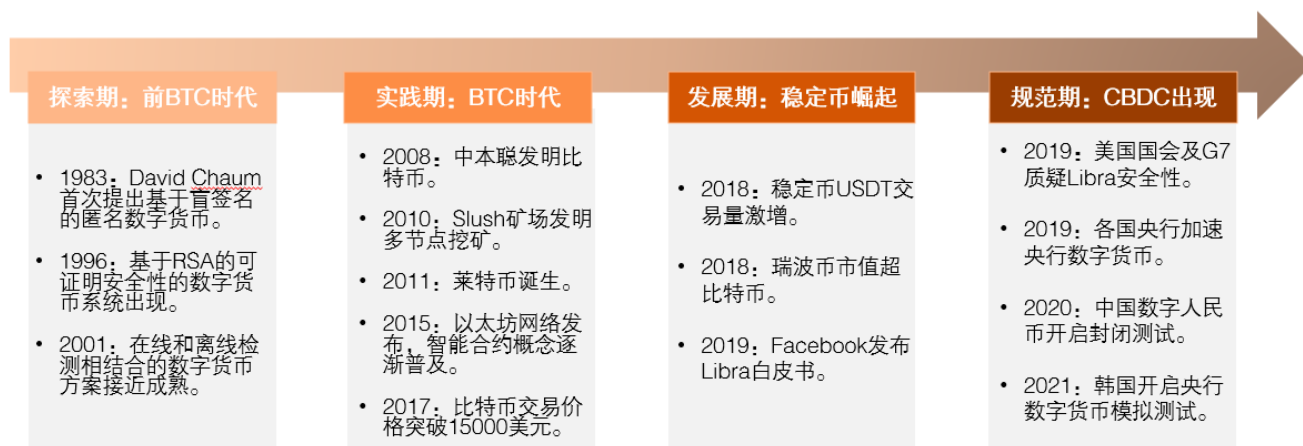 探索期：前BTC时代
• 1983：David Chaum
首次提出基于盲签名
的匿名数字货币。
• 1996：基于RSA的可
证明安全性的数字货
币系统出现。
• 2001：在线和离线检
测相结合的数字货币
方案接近成熟。
实践期：BTC时代
• 2008：中本聪发明比
特币。
• 2010：Slush矿场发明
多节点挖矿。
• 2011：莱特币诞生。
• 2015：以太坊网络发
布，智能合约概念逐
渐普及。
• 2017：比特币交易价
格突破15000美元。
发展期：稳定币崛起
• 2018：稳定币USDT交
易量激增。
• 2018：瑞波币市值超
比特币。
• 2019：Facebook发布
Libra白皮书。
规范期：CBDC出现
• 2019：美国国会及G7
质疑Libra安全性。
• 2019：各国央行加速
央行数字货币。
• 2020：中国数字人民
币开启封闭测试。
• 2021：韩国开启央行
数字货币模拟测试。